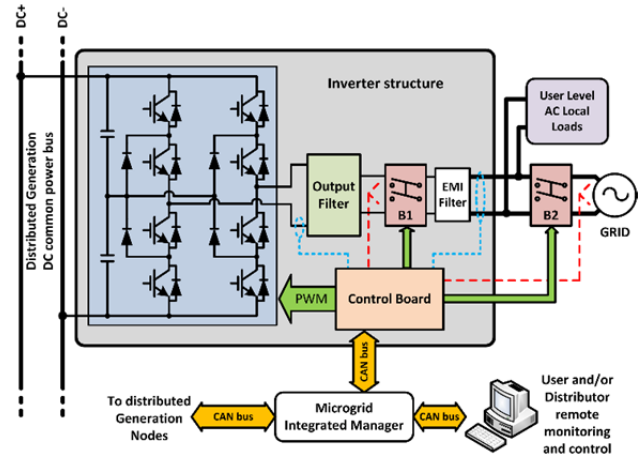 DC+
DC-
Distributed Generation
DC common power bus
Inverter structure
User Level
AC Local
Loads
Output
Filter
B1
EMI
Filter
B2
GRID
PWM
Control Board
CAN bus
To distributed
Generation
Nodes
CAN bus
Microgrid
Integrated Manager
CAN bus
User and/or
Distributor
remote
monitoring
and control